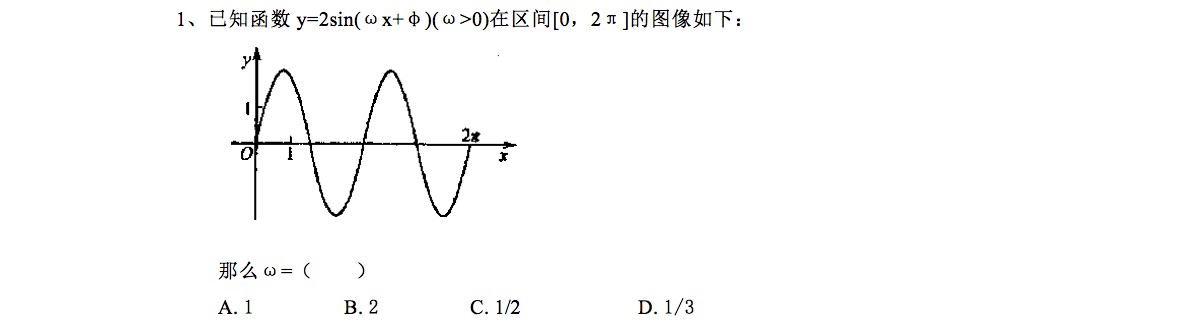 1、已知函数 y=2sin(ωx+φ)(ω>0)在区间[0，2π]的图像如下：
y
1
2π
O 1 x
那么ω=（　　）
A. 1 B. 2 C. 1/2 D. 1/3